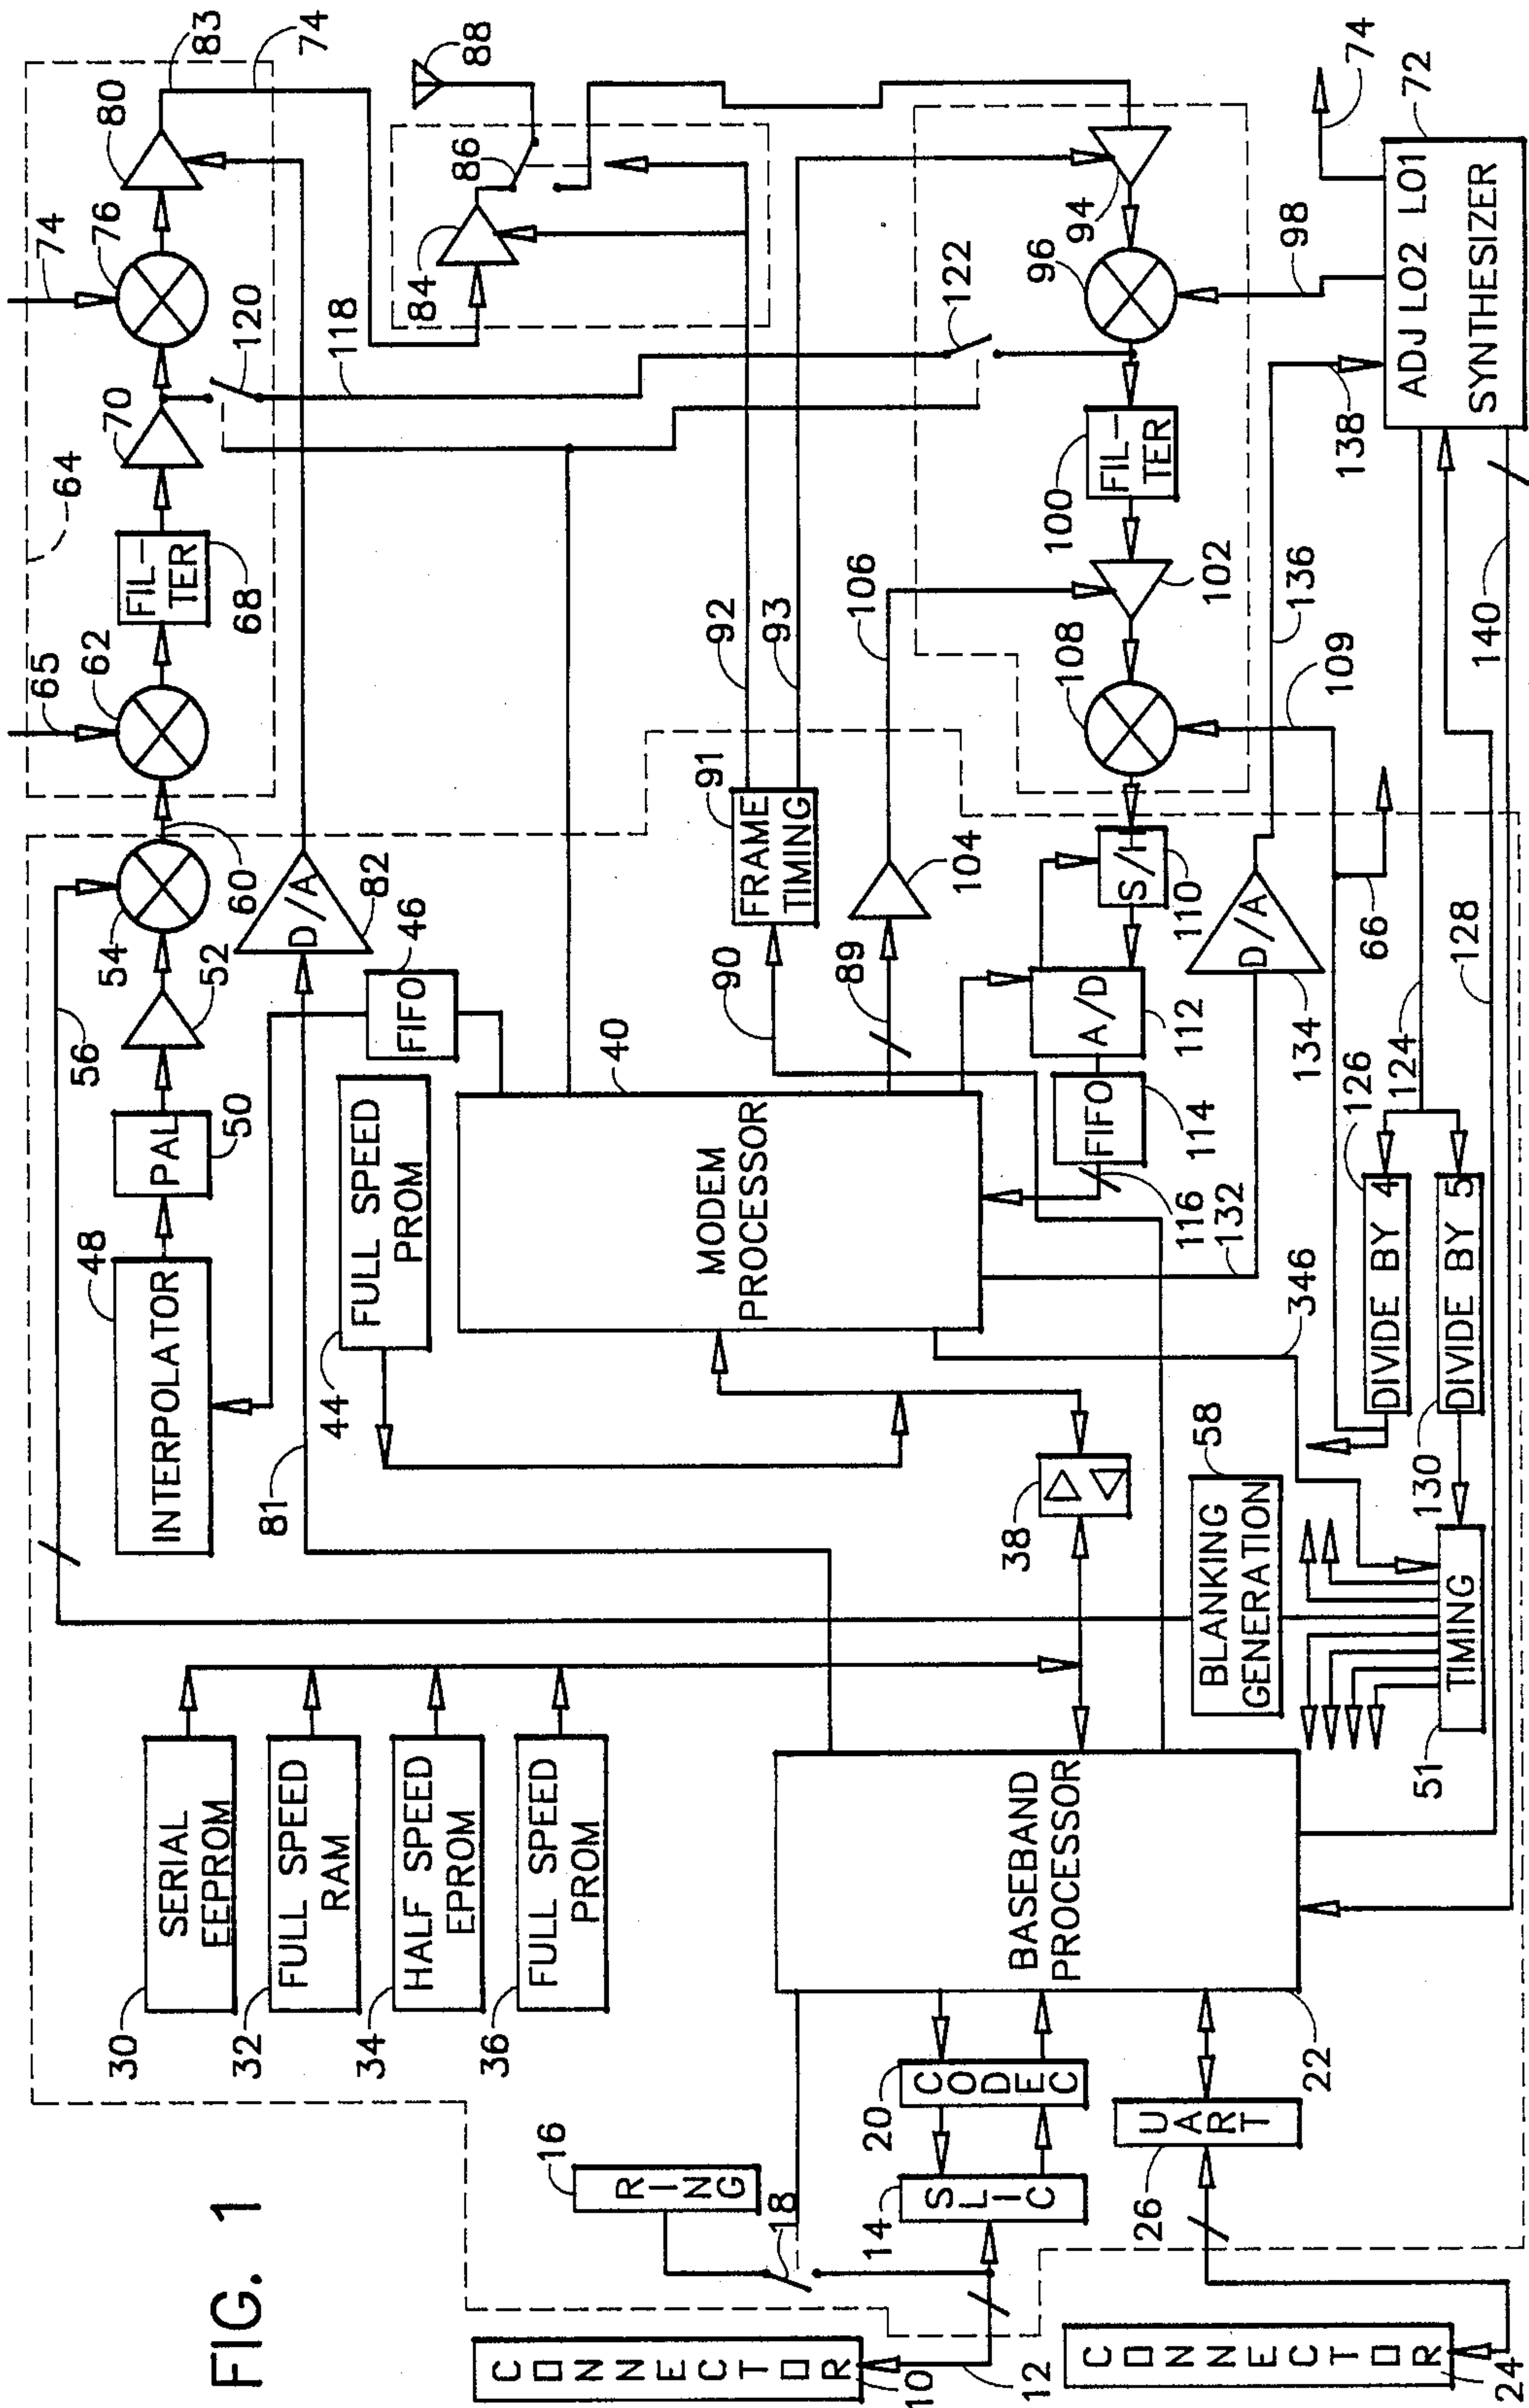 FIG. 1
CONNECTOR
10
12
CONNECTOR
24
RING
16
18
SLIC
14
CODEC
20
UART
26
BASEBAND
PROCESSOR
22
SERIAL
EEPROM
30
FULL SPEED
RAM
32
HALF SPEED
EPROM
34
FULL SPEED
PROM
36
38
FULL SPEED
PROM
44
MODEM
PROCESSOR
40
FIFO
46
INTERPOLATOR
48
PAL
50
52
54
56
60
D/A
82
81
65
62
64
FIL-
TER
68
70
74
76
80
83
74
120
118
84
86
88
FRAME
TIMING
91
90
92
93
89
104
106
94
96
98
122
FIL-
TER
100
102
108
109
S/H
110
A/D
112
FIFO
114
116
132
D/A
134
136
138
346
BLANKING
GENERATION
58
TIMING
51
DIVIDE BY 4
126
DIVIDE BY 5
130
124
66
128
140
ADJ LO2 LO1
SYNTHESIZER
72
74